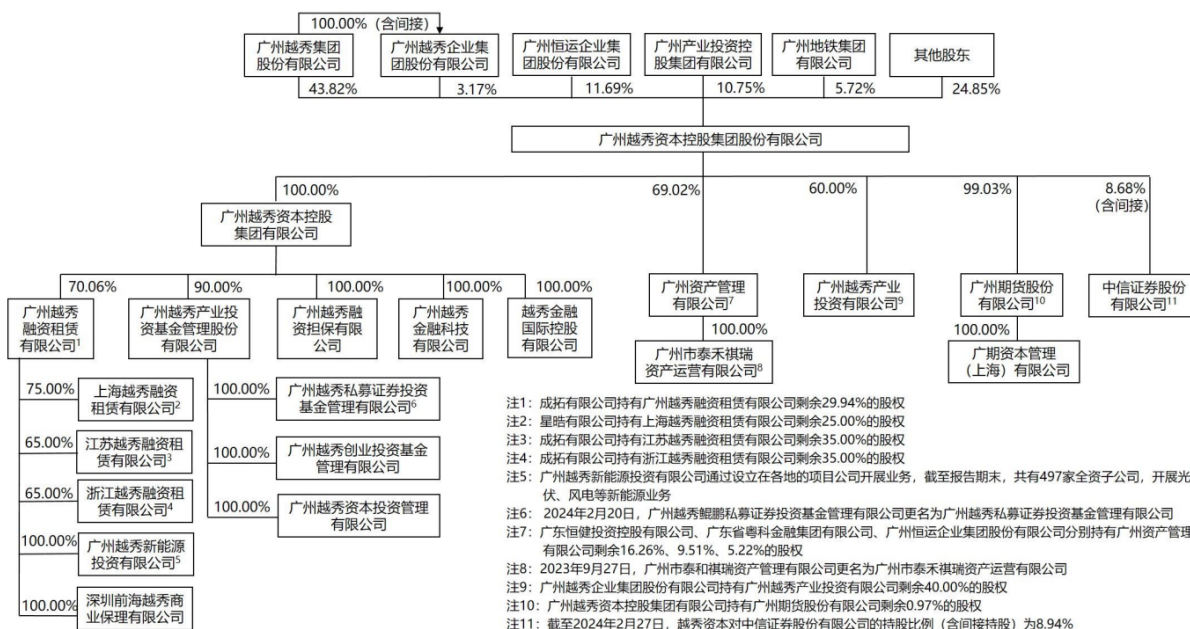 100.00%（含间接）
广州越秀集团
股份有限公司
广州越秀企业集
团股份有限公司
广州恒运企业集
团股份有限公司
广州产业投资控
股集团有限公司
广州地铁集团
有限公司
其他股东
43.82%
3.17%
11.69%
10.75%
5.72%
24.85%
广州越秀资本控股集团股份有限公司
100.00%
69.02%
60.00%
99.03%
8.68%
(含间接)
广州越秀资本控股
集团有限公司
广州资产管理
有限公司7
广州越秀产业
投资有限公司9
广州期货股份
有限公司10
中信证券股份
有限公司11
70.06%
90.00%
100.00%
100.00%
100.00%
广州越秀
融资租赁
有限公司1
广州越秀产业投
资基金管理股份
有限公司
广州越秀融
资担保有限
公司
广州越秀
金融科技
有限公司
越秀金融
国际控股
有限公司
100.00%
广州市泰禾祺瑞
资产运营有限公司8
100.00%
广期资本管理
（上海）有限公司
75.00%
上海越秀融资
租赁有限公司2
65.00%
江苏越秀融资租
赁有限公司3
65.00%
浙江越秀融资租
赁有限公司4
100.00%
广州越秀新能源
投资有限公司5
100.00%
深圳前海越秀商
业保理有限公司
100.00%
广州越秀私募证券投资
基金管理有限公司6
100.00%
广州越秀创业投资基金
管理有限公司
100.00%
广州越秀资本投资管理
有限公司
注1：成拓有限公司持有广州越秀融资租赁有限公司剩余29.94%的股权
注2：星晧有限公司持有上海越秀融资租赁有限公司剩余25.00%的股权
注3：成拓有限公司持有江苏越秀融资租赁有限公司剩余35.00%的股权
注4：成拓有限公司持有浙江越秀融资租赁有限公司剩余35.00%的股权
注5：广州越秀新能源投资有限公司通过设立在各地的项目公司开展业务，截至报告期末，共有497家全资子公司，开展光
伏、风电等新能源业务
注6： 2024年2月20日，广州越秀鲲鹏私募证券投资基金管理有限公司更名为广州越秀私募证券投资基金管理有限公司
注7：广东恒健投资控股有限公司、广东省粤科金融集团有限公司、广州恒运企业集团股份有限公司分别持有广州资产管理
有限公司剩余16.26%、9.51%、5.22%的股权
注8：2023年9月27日，广州市泰和祺瑞资产管理有限公司更名为广州市泰禾祺瑞资产运营有限公司
注9：广州越秀企业集团股份有限公司持有广州越秀产业投资有限公司剩余40.00%的股权
注10：广州越秀资本控股集团有限公司持有广州期货股份有限公司剩余0.97%的股权
注11：截至2024年2月27日，越秀资本对中信证券股份有限公司的持股比例（含间接持股）为8.94%